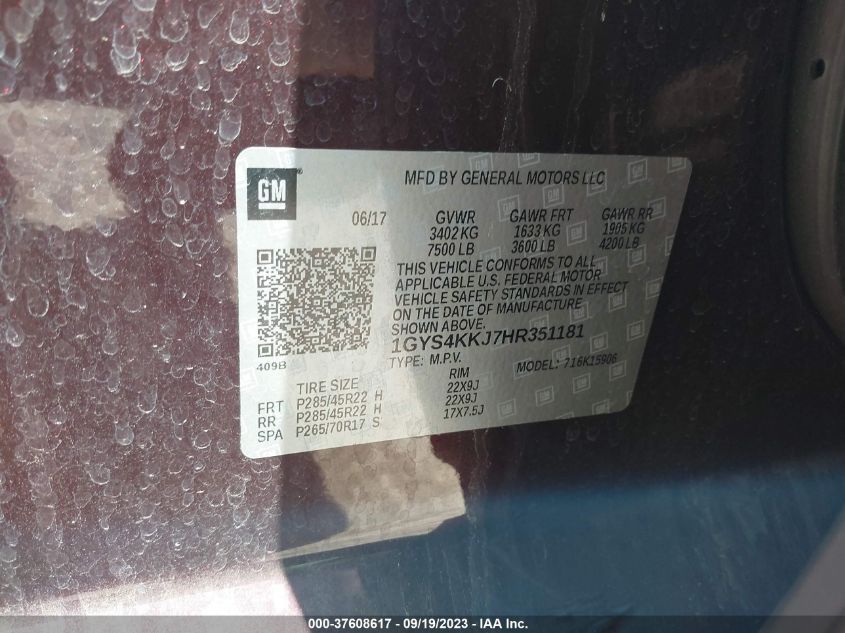 GM ®
MFD BY GENERAL MOTORS LLC
06/17 GVWR GAWR FRT GAWR RR
3402 KG 1633 KG 1905 KG
7500 LB 3600 LB 4200 LB
THIS VEHICLE CONFORMS TO ALL
APPLICABLE U.S. FEDERAL MOTOR
VEHICLE SAFETY STANDARDS IN EFFECT
ON THE DATE OF MANUFACTURE
SHOWN ABOVE.
1GYS4KKJ7HR351181
TYPE: M.P.V. MODEL: 716K15906
409B
TIRE SIZE RIM
FRT P285/45R22 H 22X9J
RR P285/45R22 H 22X9J
SPA P265/70R17 S 17X7.5J
000-37608617 - 09/19/2023 - IAA Inc.